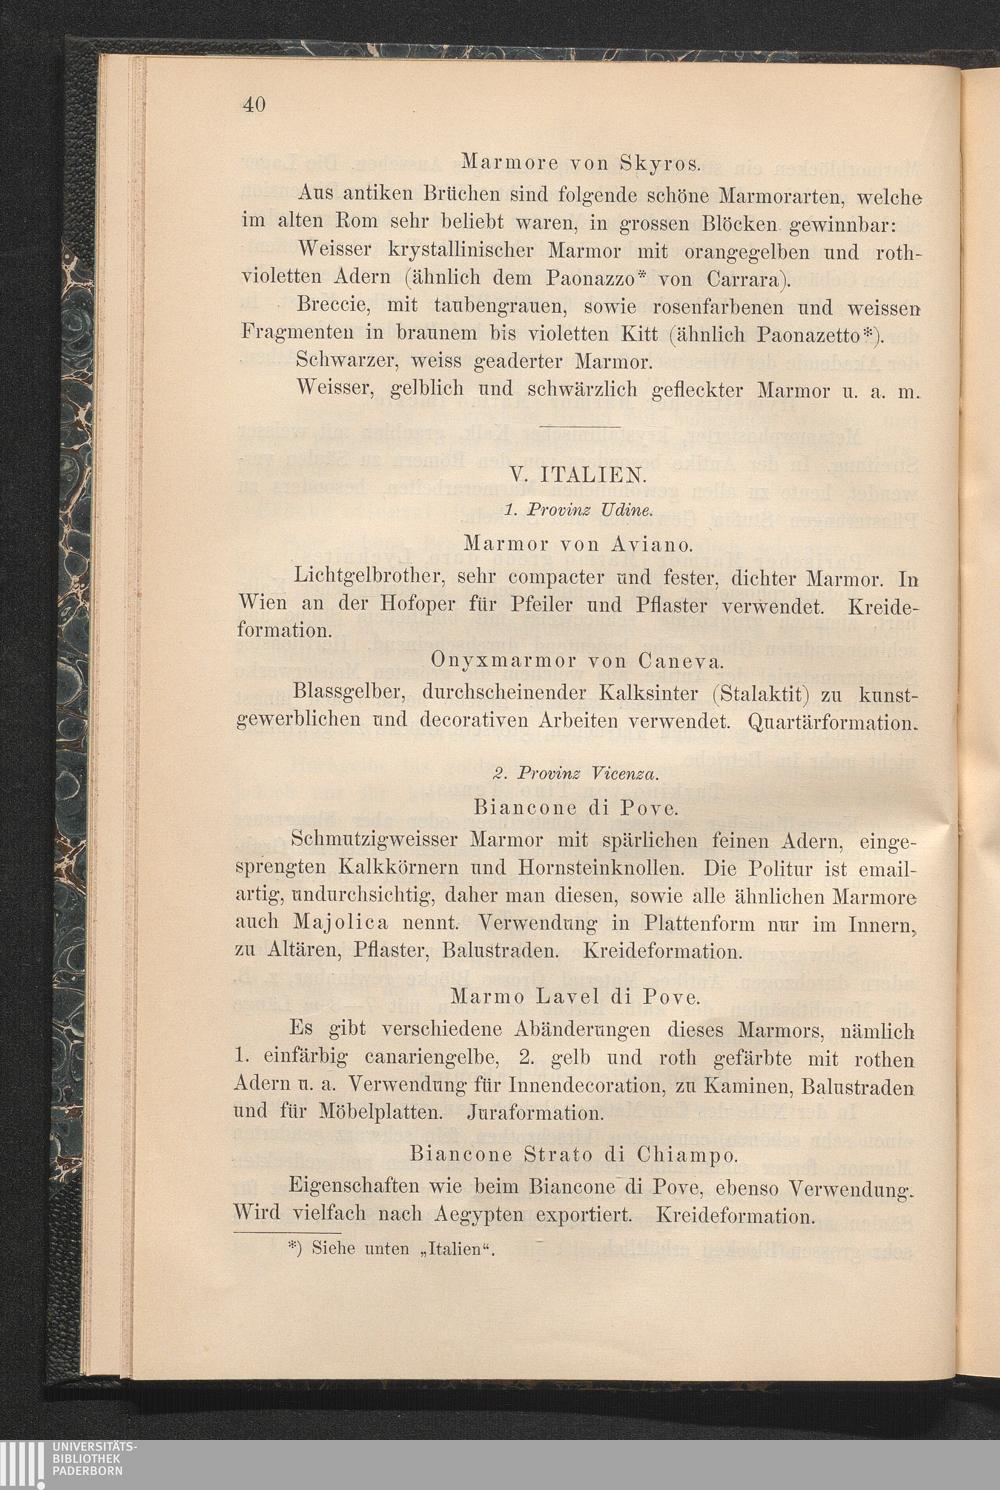 40
Marmore von Skyros.
Aus antiken Brüchen sind folgende schöne Marmorarten, welche
im alten Rom sehr beliebt waren, in grossen Blöcken gewinnbar:
Weisser krystallinischer Marmor mit orangegelben und roth-
violetten Adern (ähnlich dem Paonazzo* von Carrara).
Breccie, mit taubengrauen, sowie rosenfarbenen und weissen
Fragmenten in braunem bis violetten Kitt (ähnlich Paonazetto*).
Schwarzer, weiss geaderter Marmor.
Weisser, gelblich und schwärzlich gefleckter Marmor u. a. m.
V. ITALIEN.
1. Provinz Udine.
Marmor von Aviano.
Lichtgelbrother, sehr compacter und fester, dichter Marmor. In
Wien an der Hofoper für Pfeiler und Pflaster verwendet. Kreide-
formation.
Onyxmarmor von Caneva.
Blassgelber, durchscheinender Kalksinter (Stalaktit) zu kunst-
gewerblichen und decorativen Arbeiten verwendet. Quartärformation.
2. Provinz Vicenza.
Biancone di Pove.
Schmutzigweisser Marmor mit spärlichen feinen Adern, einge-
sprengten Kalkkörnern und Hornsteinknollen. Die Politur ist email-
artig, undurchsichtig, daher man diesen, sowie alle ähnlichen Marmore
auch Majolica nennt. Verwendung in Plattenform nur im Innern,
zu Altären, Pflaster, Balustraden. Kreideformation.
Marmo Lavel di Pove.
Es gibt verschiedene Abänderungen dieses Marmors, nämlich
1. einfärbig canariengelbe, 2. gelb und roth gefärbte mit rothen
Adern u. a. Verwendung für Innendecoration, zu Kaminen, Balustraden
und für Möbelplatten. Juraformation.
Biancone Strato di Chiampo.
Eigenschaften wie beim Biancone di Pove, ebenso Verwendung.
Wird vielfach nach Aegypten exportiert. Kreideformation.
*) Siehe unten „Italien“.
UNIVERSITÄTS-
BIBLIOTHEK
PADERBORN